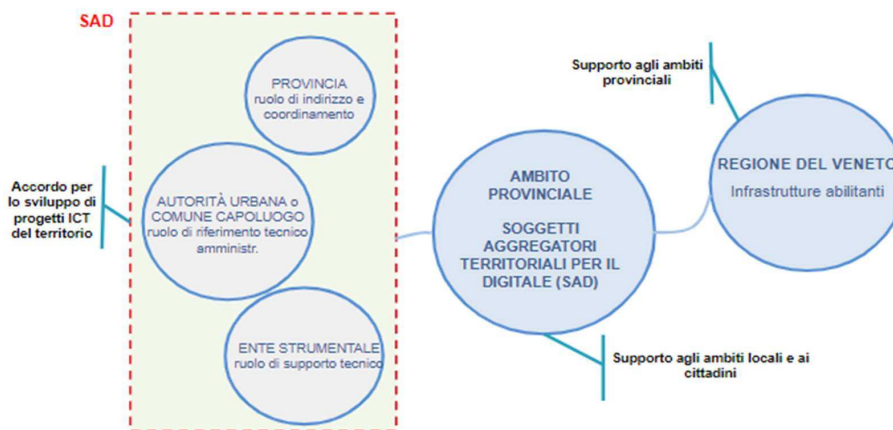 SAD
PROVINCIA
ruolo di indirizzo e
coordinamento
Accordo per
lo sviluppo di
progetti ICT
del territorio
AUTORITÀ URBANA o
COMUNE CAPOLUOGO
ruolo di riferimento tecnico
amministr.
ENTE STRUMENTALE
ruolo di supporto tecnico
AMBITO
PROVINCIALE
SOGGETTI
AGGREGATORI
TERRITORIALI PER IL
DIGITALE (SAD)
Supporto agli ambiti locali e ai
cittadini
Supporto agli ambiti
provinciali
REGIONE DEL VENETO
Infrastrutture abilitanti